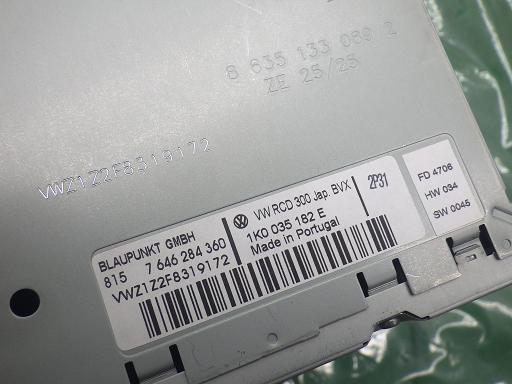 8 635 133 089 2
ZE 25/25
VWZ1Z2F8319172
BLAUPUNKT GMBH
815 7 646 284 360
VWZ1Z2F8319172
VW RCD 300 Jap. BVX
1K0 035 182 E
Made in Portugal
2P31
FD 4706
HW 034
SW 0045